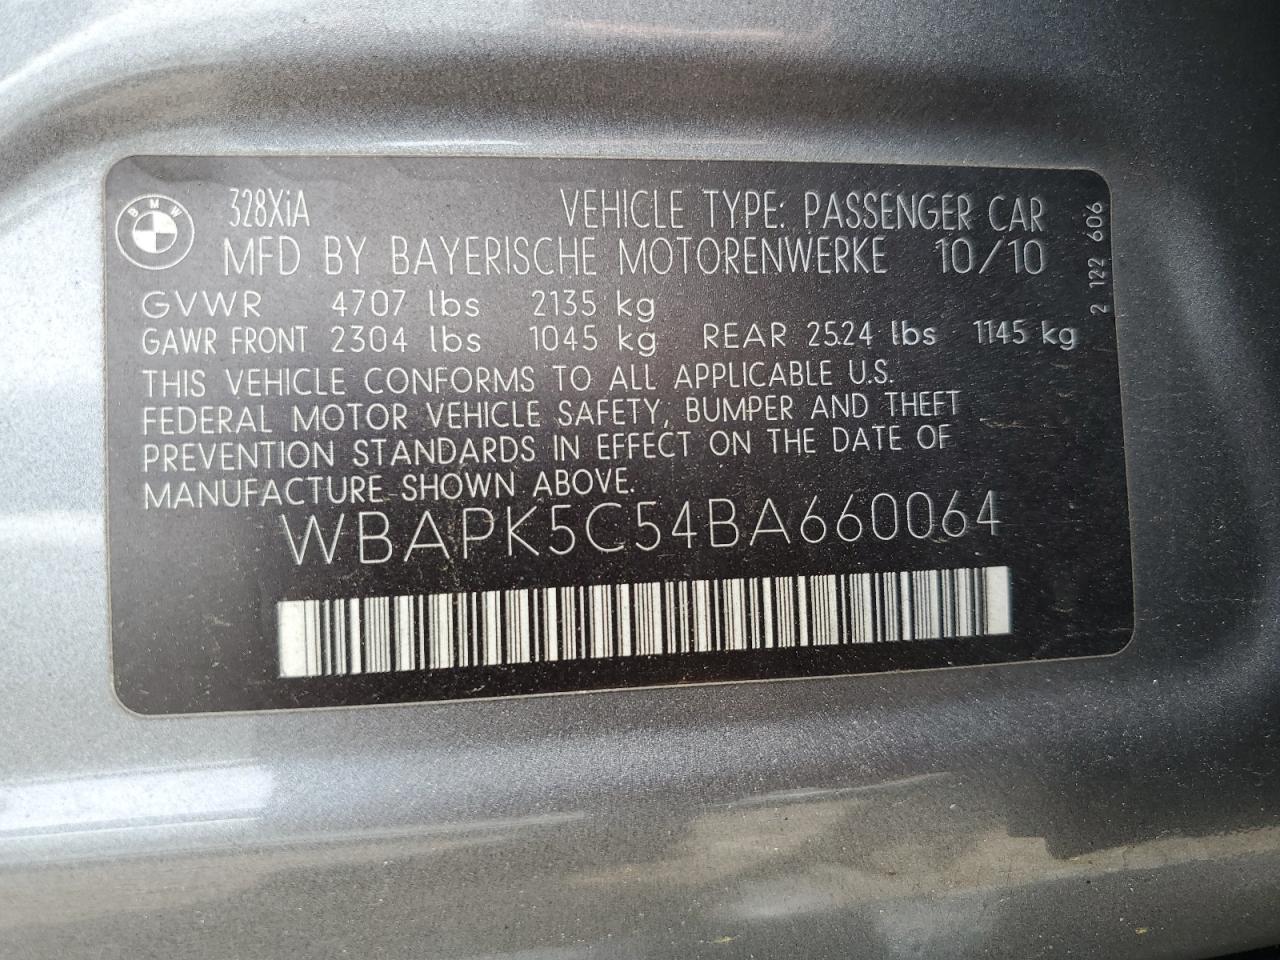 BMW
328XiA VEHICLE TYPE: PASSENGER CAR
MFD BY BAYERISCHE MOTORENWERKE 10/10
GVWR 4707 lbs 2135 kg
GAWR FRONT 2304 lbs 1045 kg REAR 2524 lbs 1145 kg
THIS VEHICLE CONFORMS TO ALL APPLICABLE U.S.
FEDERAL MOTOR VEHICLE SAFETY, BUMPER AND THEFT
PREVENTION STANDARDS IN EFFECT ON THE DATE OF
MANUFACTURE SHOWN ABOVE.
WBAPK5C54BA660064
2 122 606